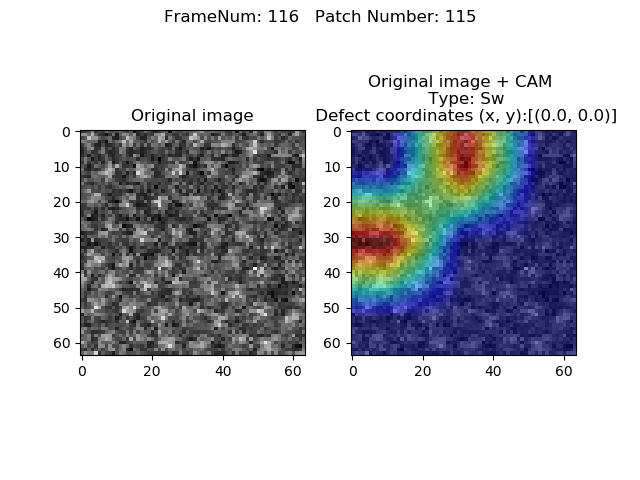 FrameNum: 116   Patch Number: 115
Original image
Original image + CAM
Type: Sw
Defect coordinates (x, y):[(0.0, 0.0)]
0
10
20
30
40
50
60
0 20 40 60
0
10
20
30
40
50
60
0 20 40 60